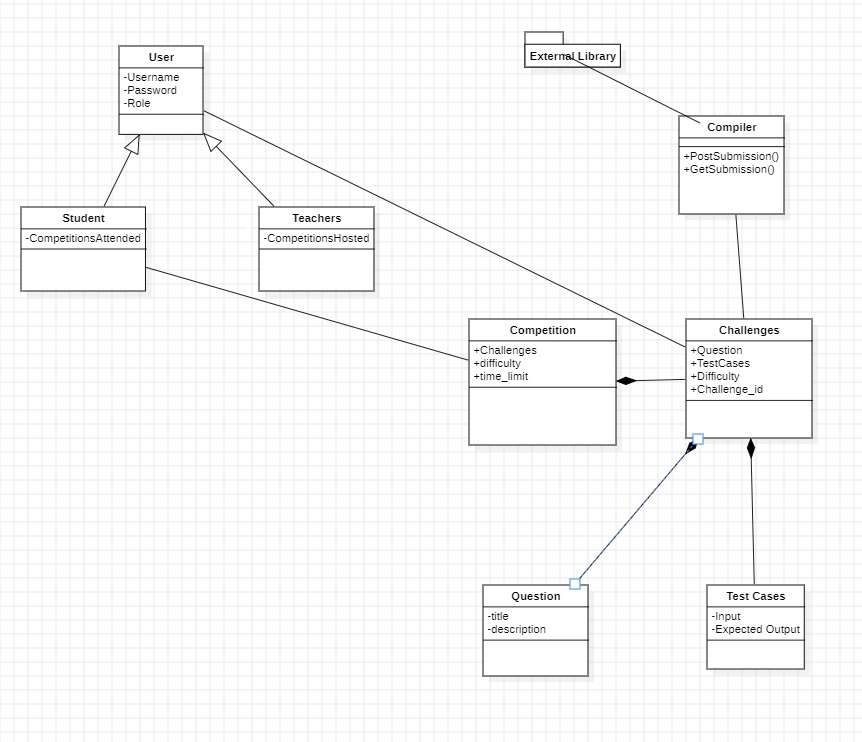 User
-Username
-Password
-Role
External Library
Compiler
+PostSubmission()
+GetSubmission()
Student
-CompetitionsAttended
Teachers
-CompetitionsHosted
Competition
+Challenges
+difficulty
+time_limit
Challenges
+Question
+TestCases
+Difficulty
+Challenge_id
Question
-title
-description
Test Cases
-Input
-Expected Output